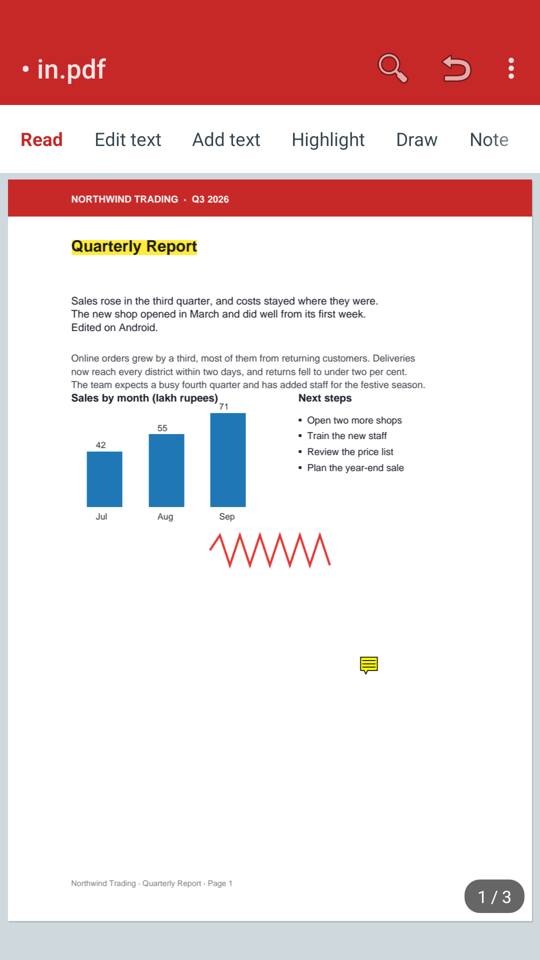 • in.pdf
Read Edit text Add text Highlight Draw Note
NORTHWIND TRADING - Q3 2026
Quarterly Report
Sales rose in the third quarter, and costs stayed where they were.
The new shop opened in March and did well from its first week.
Edited on Android.
Online orders grew by a third, most of them from returning customers. Deliveries
now reach every district within two days, and returns fell to under two per cent.
The team expects a busy fourth quarter and has added staff for the festive season.
Sales by month (lakh rupees)
71
55
42
Jul Aug Sep
Next steps
• Open two more shops
• Train the new staff
• Review the price list
• Plan the year-end sale
Northwind Trading - Quarterly Report - Page 1
1 / 3